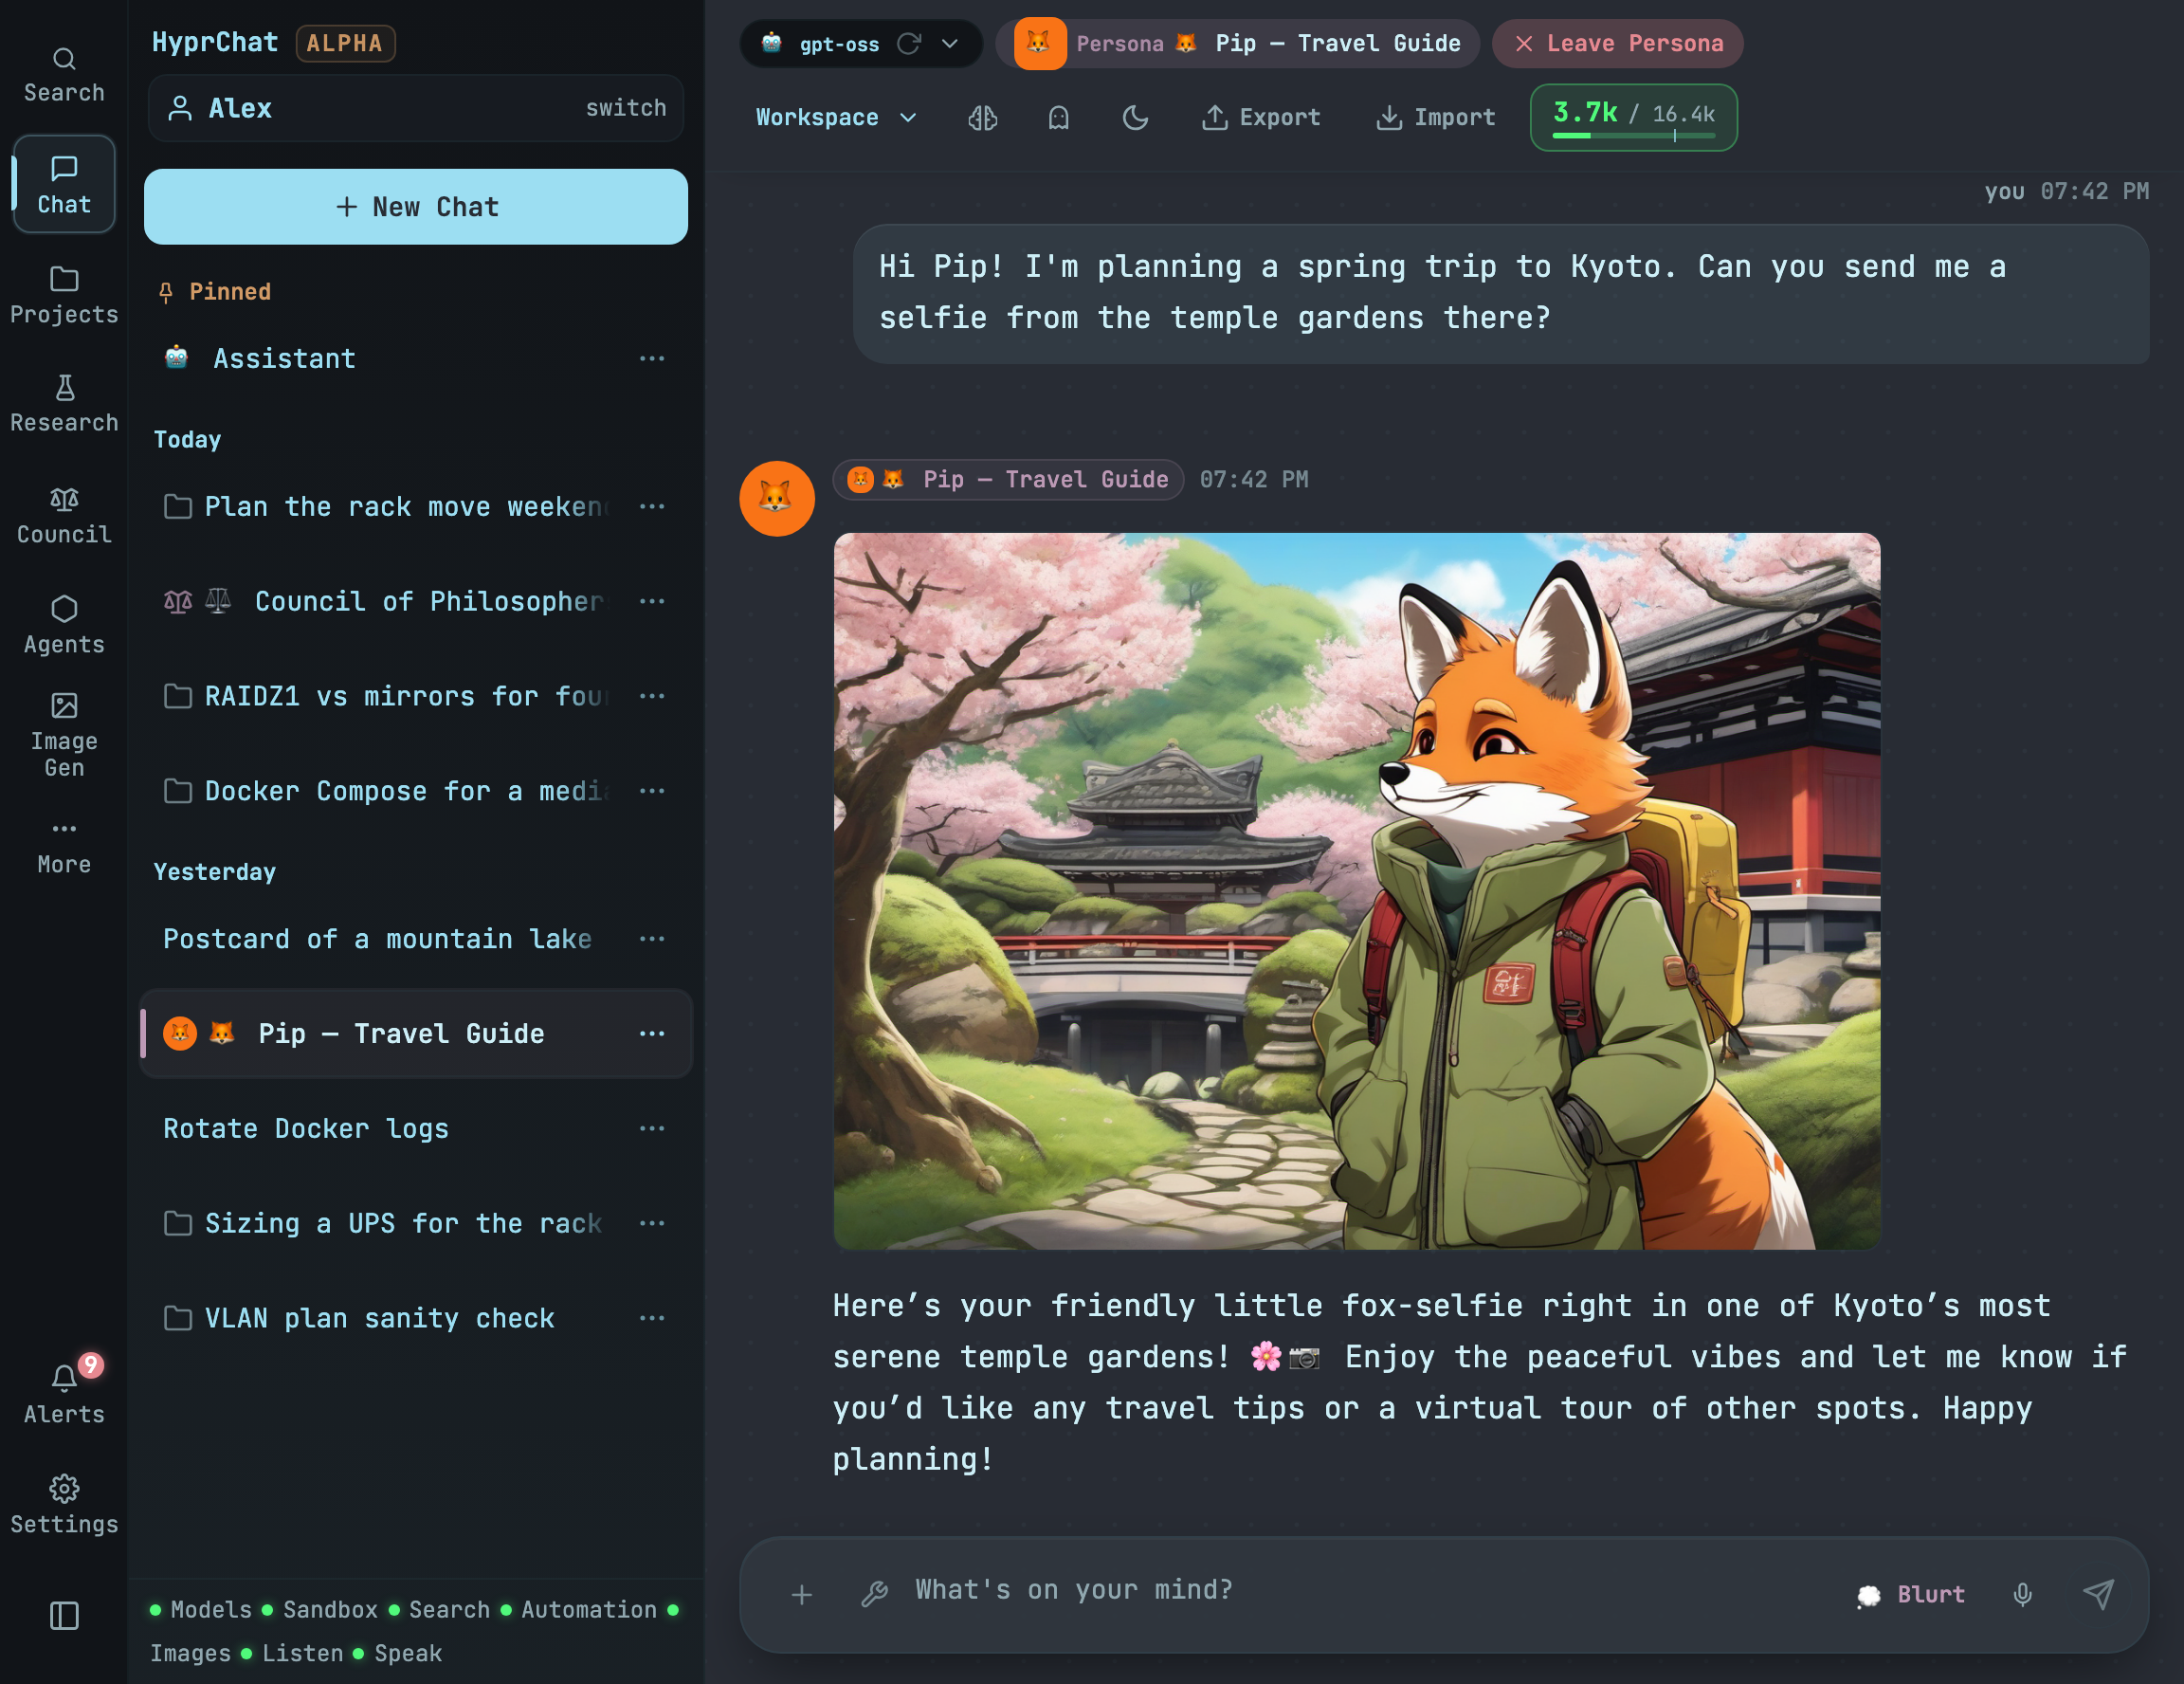 Search
Chat
Projects
Research
Council
Agents
Image
Gen
More
9
Alerts
Settings
HyprChat ALPHA
Alex switch
+ New Chat
Pinned
Assistant
Today
Plan the rack move weekend
Council of Philosophers
RAIDZ1 vs mirrors for four
Docker Compose for a media
Yesterday
Postcard of a mountain lake
Pip — Travel Guide
Rotate Docker logs
Sizing a UPS for the rack
VLAN plan sanity check
Models Sandbox Search Automation
Images Listen Speak
gpt-oss Persona Pip — Travel Guide Leave Persona
Workspace Export Import 3.7k / 16.4k
you 07:42 PM
Hi Pip! I'm planning a spring trip to Kyoto. Can you send me a
selfie from the temple gardens there?
Pip — Travel Guide 07:42 PM
Here’s your friendly little fox-selfie right in one of Kyoto’s most
serene temple gardens! 🌸📷 Enjoy the peaceful vibes and let me know if
you’d like any travel tips or a virtual tour of other spots. Happy
planning!
What's on your mind? Blurt